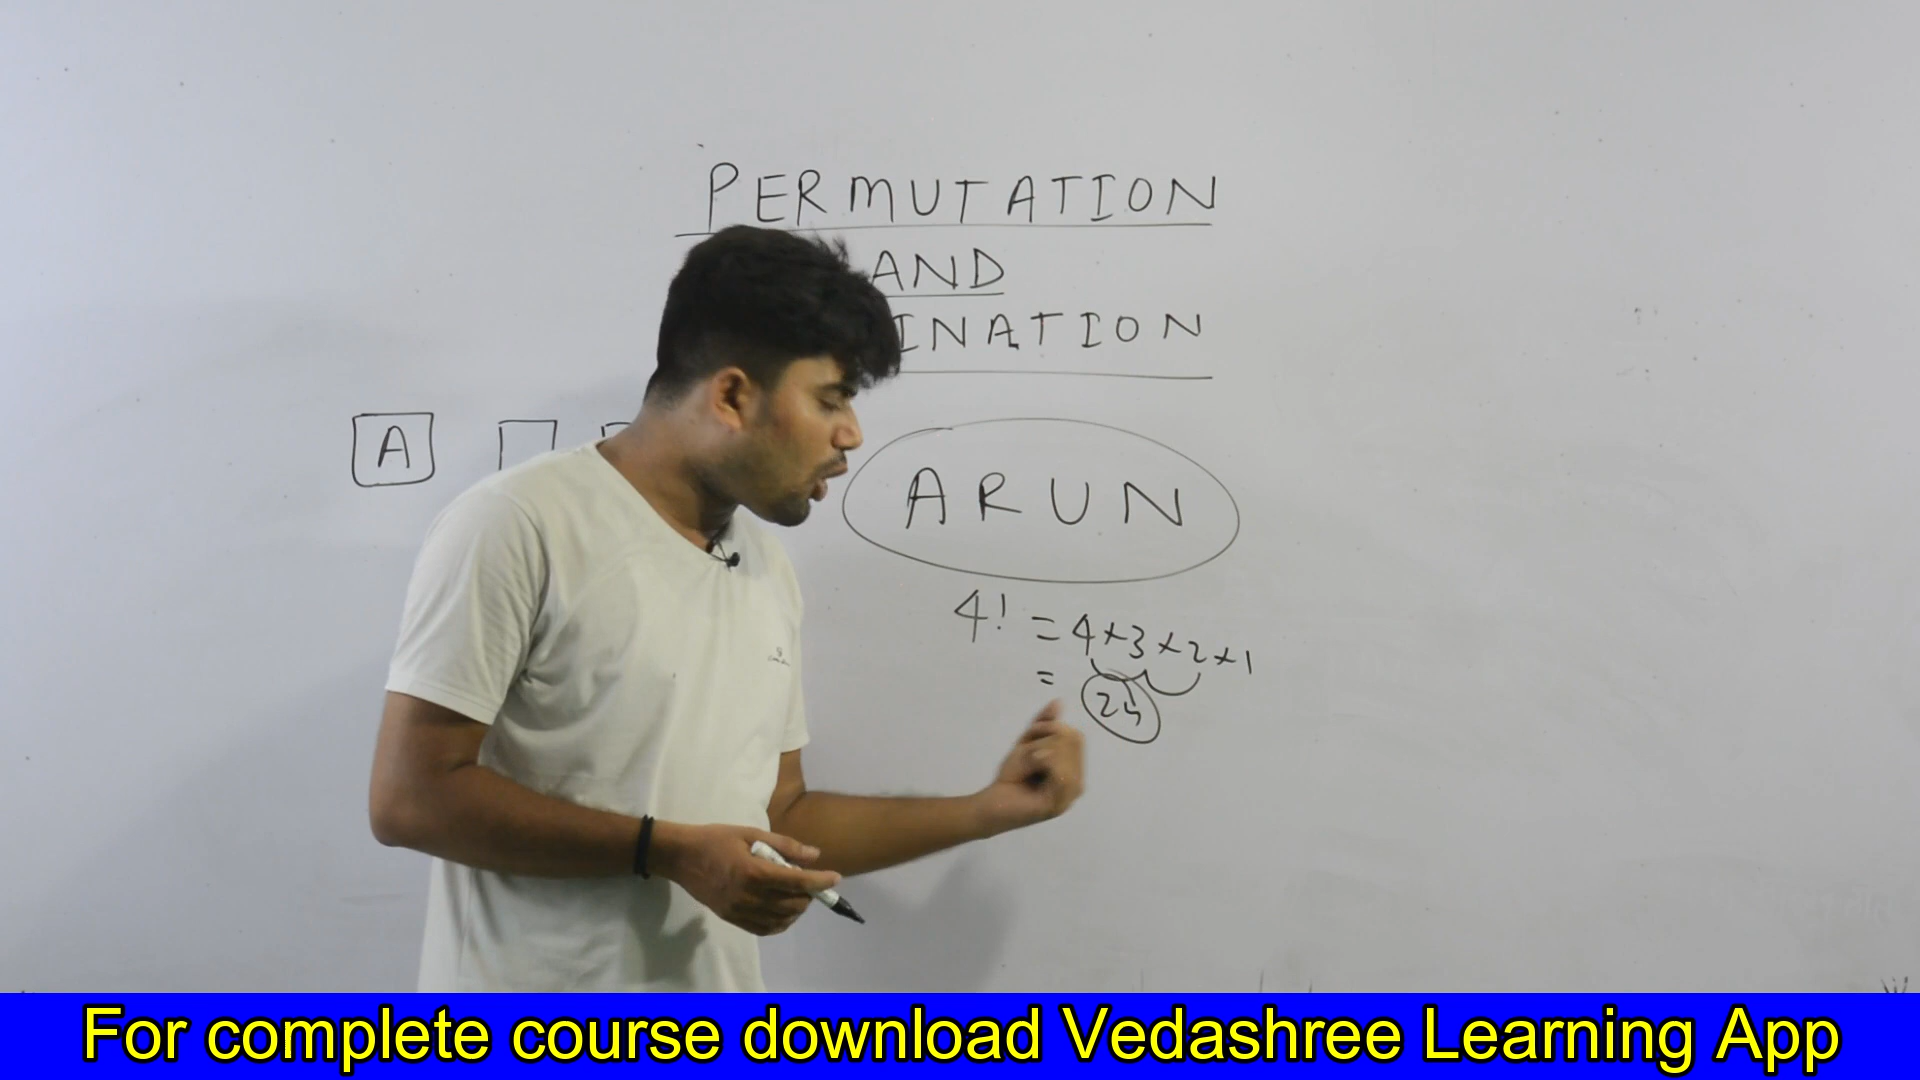 PERMUTATION
AND
INATION
A
ARUN
4! = 4 × 3 × 2 × 1
= 24
For complete course download Vedashree Learning App